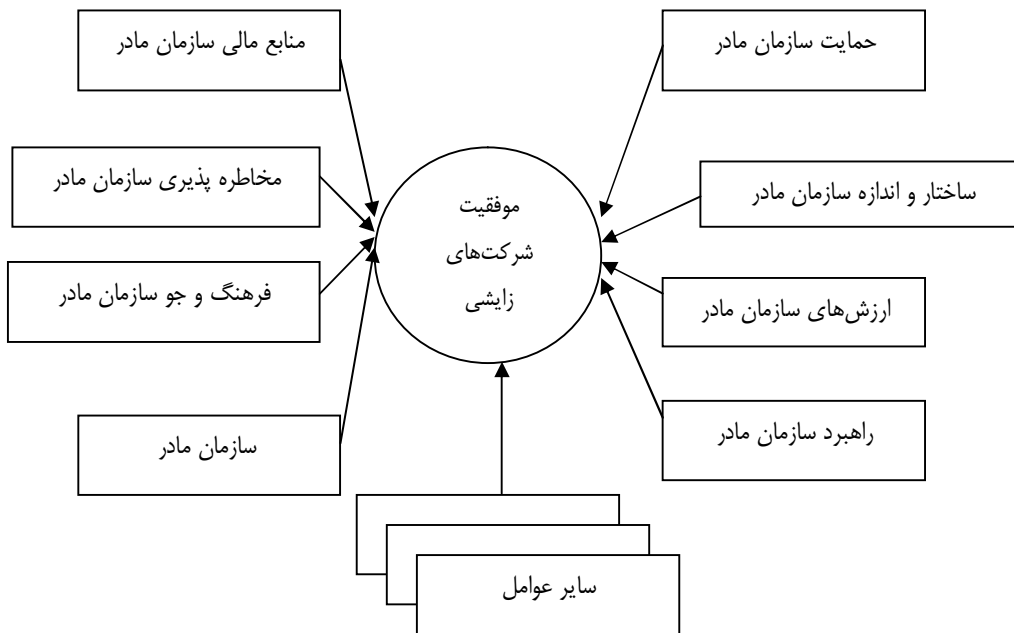 حمایت سازمان مادر
منابع مالی سازمان مادر
ساختار و اندازه سازمان مادر
مخاطره پذیری سازمان مادر
موفقیت
شرکت‌های
زایشی
ارزش‌های سازمان مادر
فرهنگ و جو سازمان مادر
راهبرد سازمان مادر
سازمان مادر
سایر عوامل